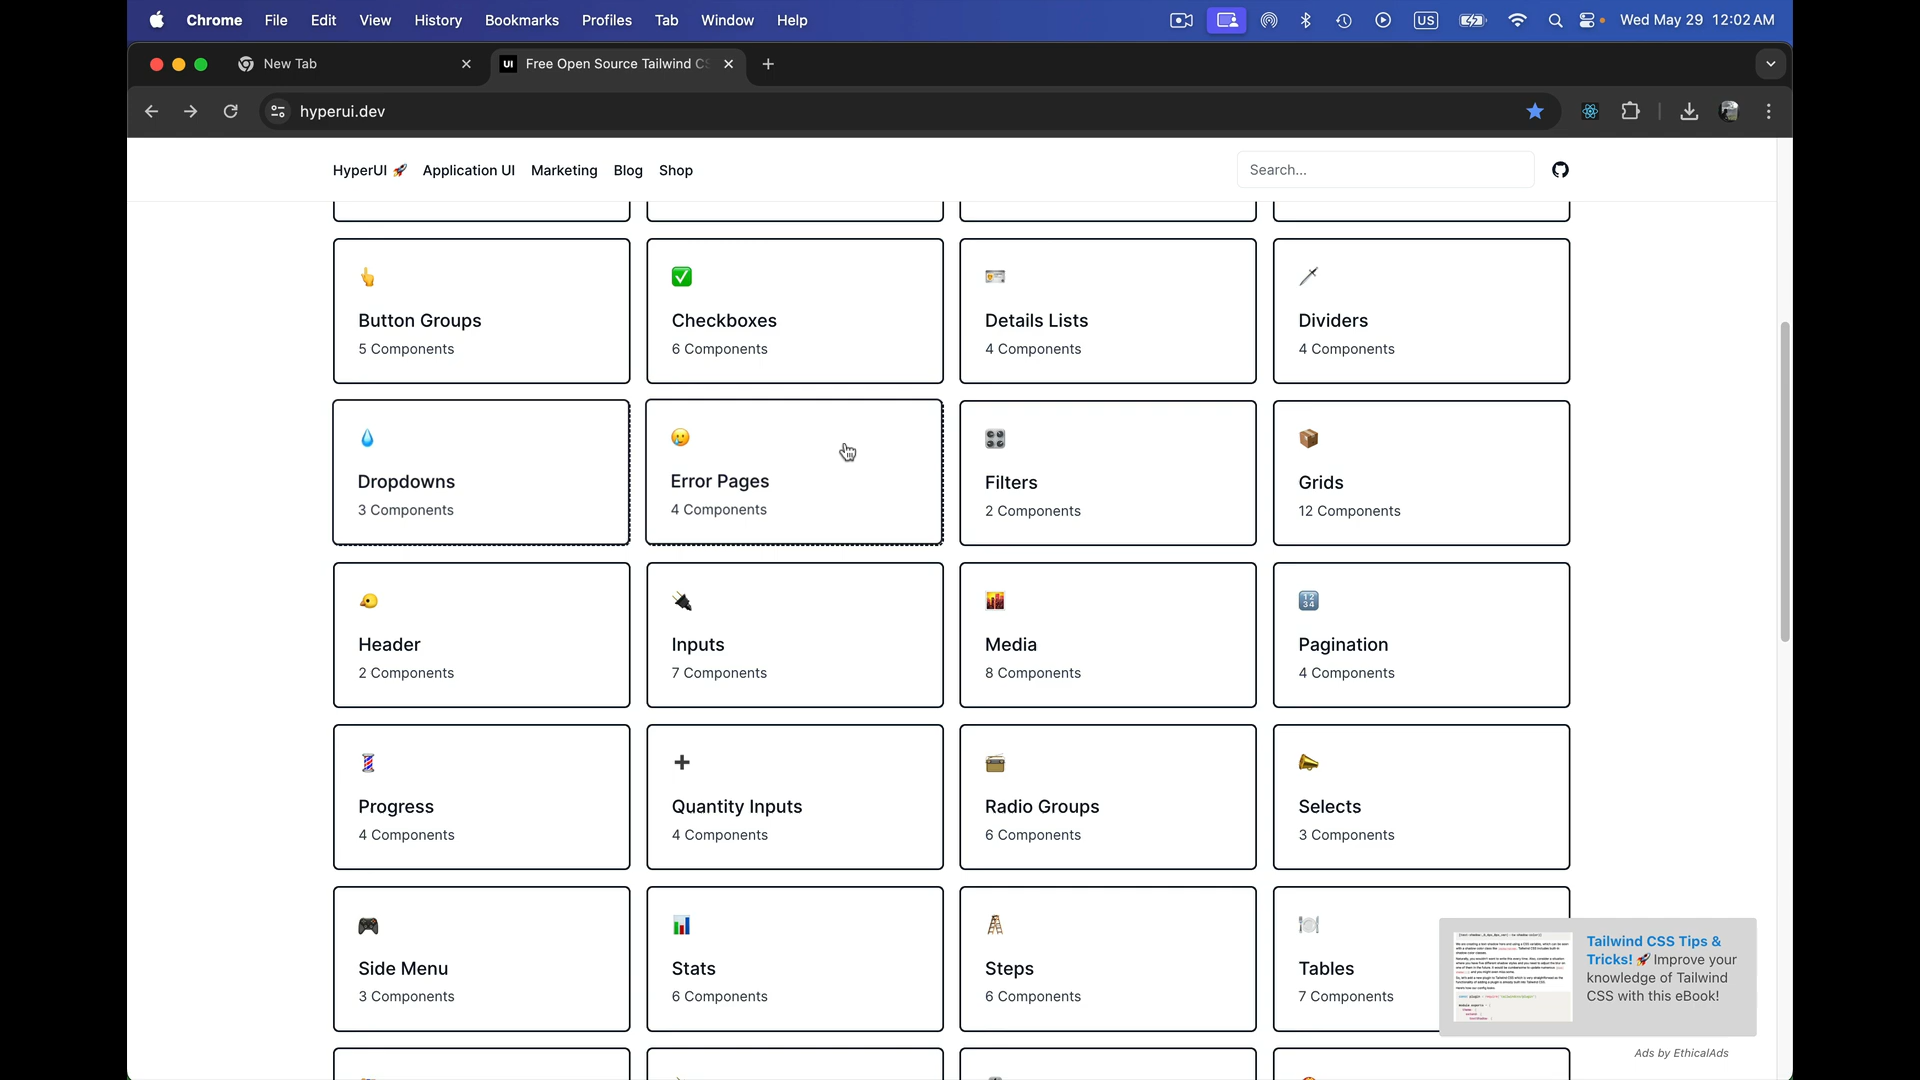 Chrome File Edit View History Bookmarks Profiles Tab Window Help US Wed May 29 12:02 AM
New Tab
UI Free Open Source Tailwind CS
hyperui.dev
HyperUI 🚀 Application UI Marketing Blog Shop Search...
Button Groups
5 Components
Checkboxes
6 Components
Details Lists
4 Components
Dividers
4 Components
Dropdowns
3 Components
Error Pages
4 Components
Filters
2 Components
Grids
12 Components
Header
2 Components
Inputs
7 Components
Media
8 Components
Pagination
4 Components
Progress
4 Components
Quantity Inputs
4 Components
Radio Groups
6 Components
Selects
3 Components
Side Menu
3 Components
Stats
6 Components
Steps
6 Components
Tables
7 Components
Tailwind CSS Tips &
Tricks! 🚀 Improve your
knowledge of Tailwind
CSS with this eBook!
Ads by EthicalAds